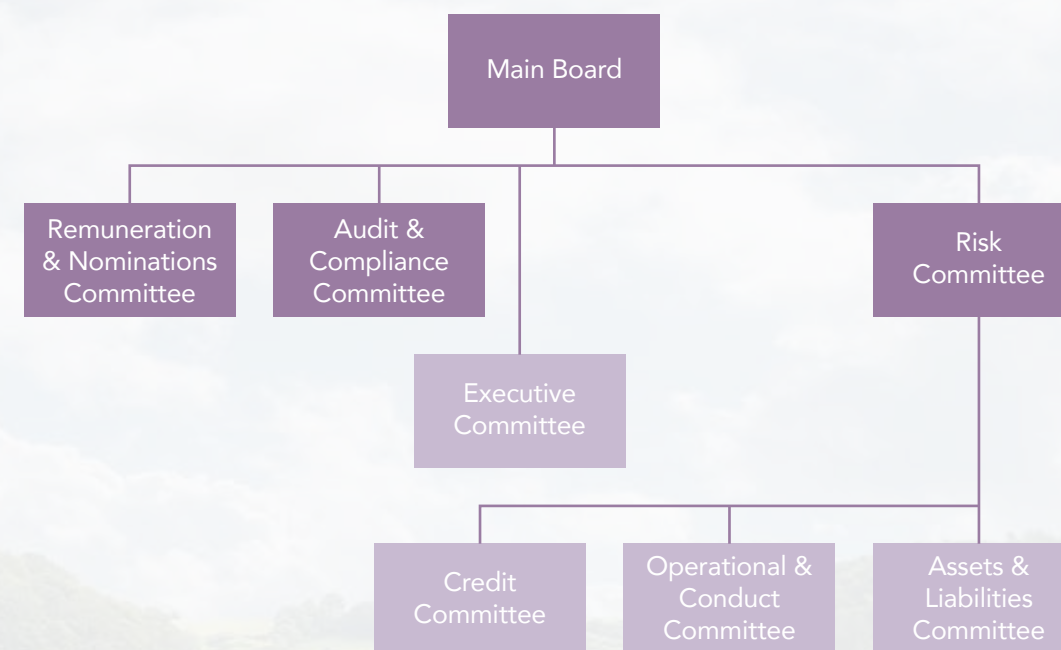 Main Board
Remuneration
& Nominations
Committee
Audit &
Compliance
Committee
Risk
Committee
Executive
Committee
Credit
Committee
Operational &
Conduct
Committee
Assets &
Liabilities
Committee